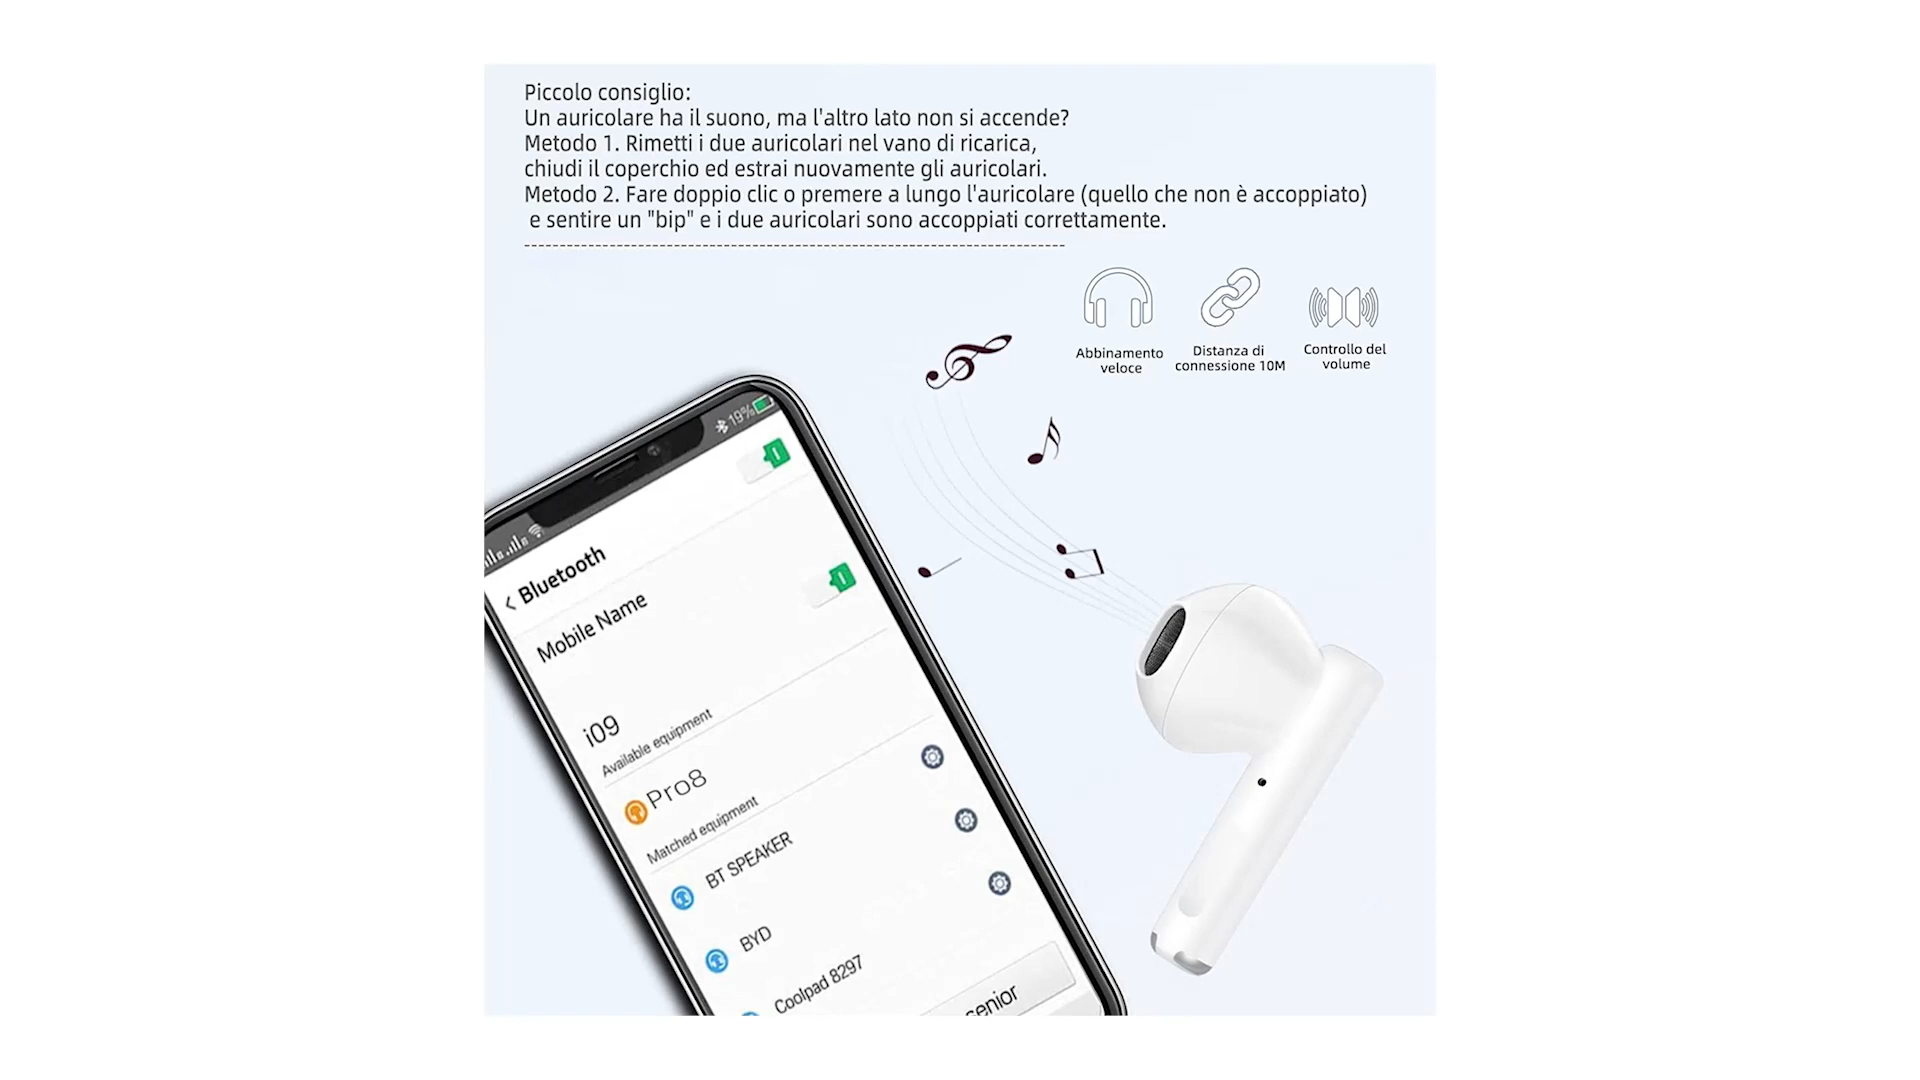 Piccolo consiglio:
Un auricolare ha il suono, ma l'altro lato non si accende?
Metodo 1. Rimetti i due auricolari nel vano di ricarica,
chiudi il coperchio ed estrai nuovamente gli auricolari.
Metodo 2. Fare doppio clic o premere a lungo l'auricolare (quello che non è accoppiato)
e sentire un "bip" e i due auricolari sono accoppiati correttamente.
Abbinamento
veloce
Distanza di
connessione 10M
Controllo del
volume
19%
Bluetooth
Mobile Name
i09
Available equipment
Pro8
Matched equipment
BT SPEAKER
BYD
Coolpad 8297
senior